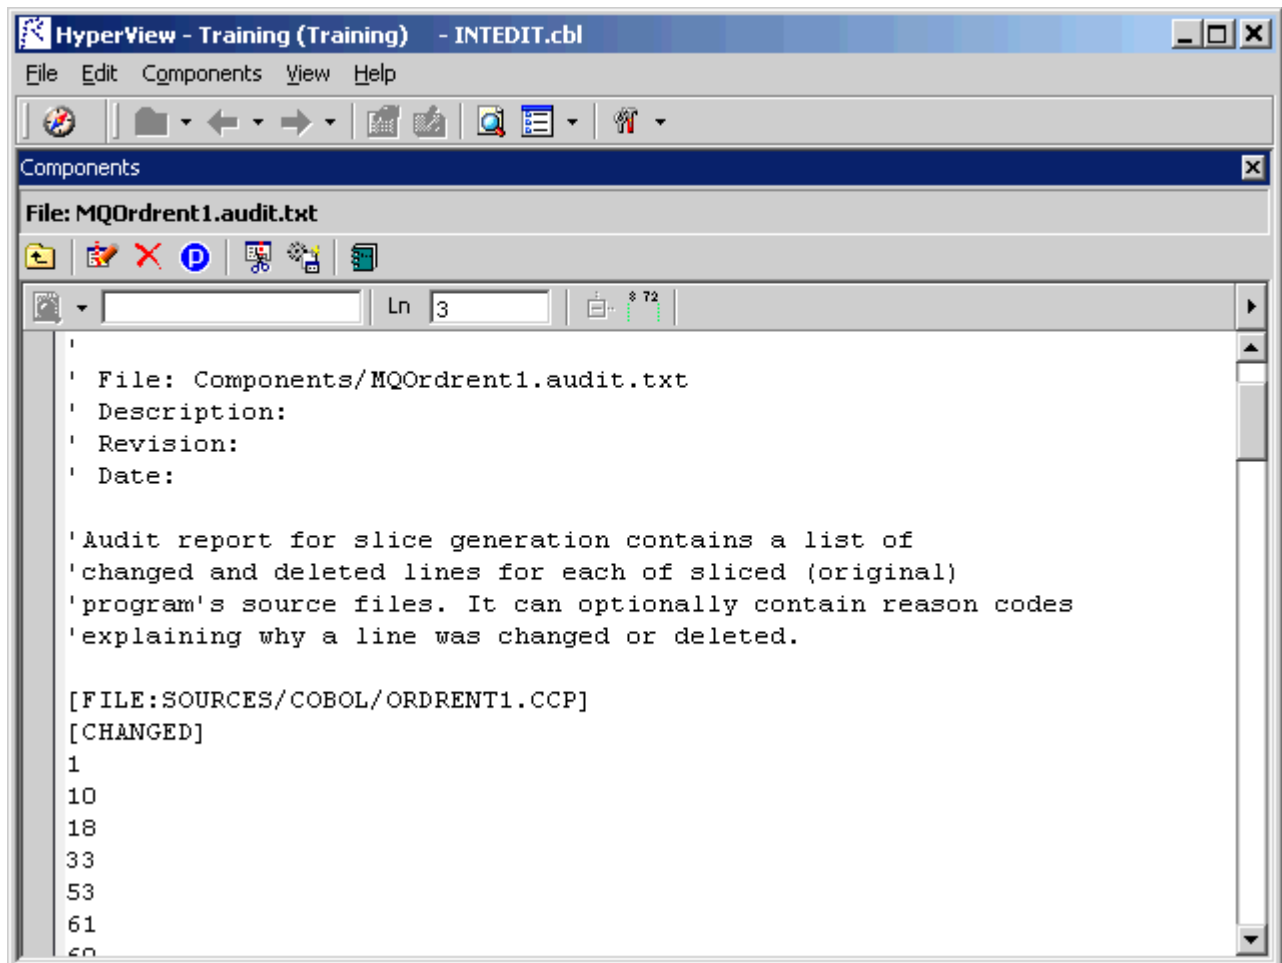 HyperView - Training (Training) - INTEDIT.cbl
File Edit Components View Help
Components
File: MQOrdrent1.audit.txt
Ln 3 8 72
'
' File: Components/MQOrdrent1.audit.txt
' Description:
' Revision:
' Date:
'Audit report for slice generation contains a list of
'changed and deleted lines for each of sliced (original)
'program's source files. It can optionally contain reason codes
'explaining why a line was changed or deleted.
[FILE:SOURCES/COBOL/ORDRENT1.CCP]
[CHANGED]
1
10
18
33
53
61